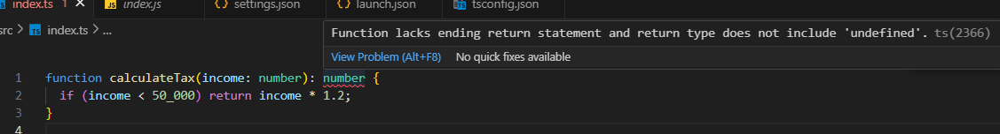 index.ts 1 index.js settings.json launch.json tsconfig.json
src > index.ts > ...
Function lacks ending return statement and return type does not include 'undefined'. ts(2366)
View Problem (Alt+F8) No quick fixes available
1 function calculateTax(income: number): number {
2 if (income < 50_000) return income * 1.2;
3 }
4